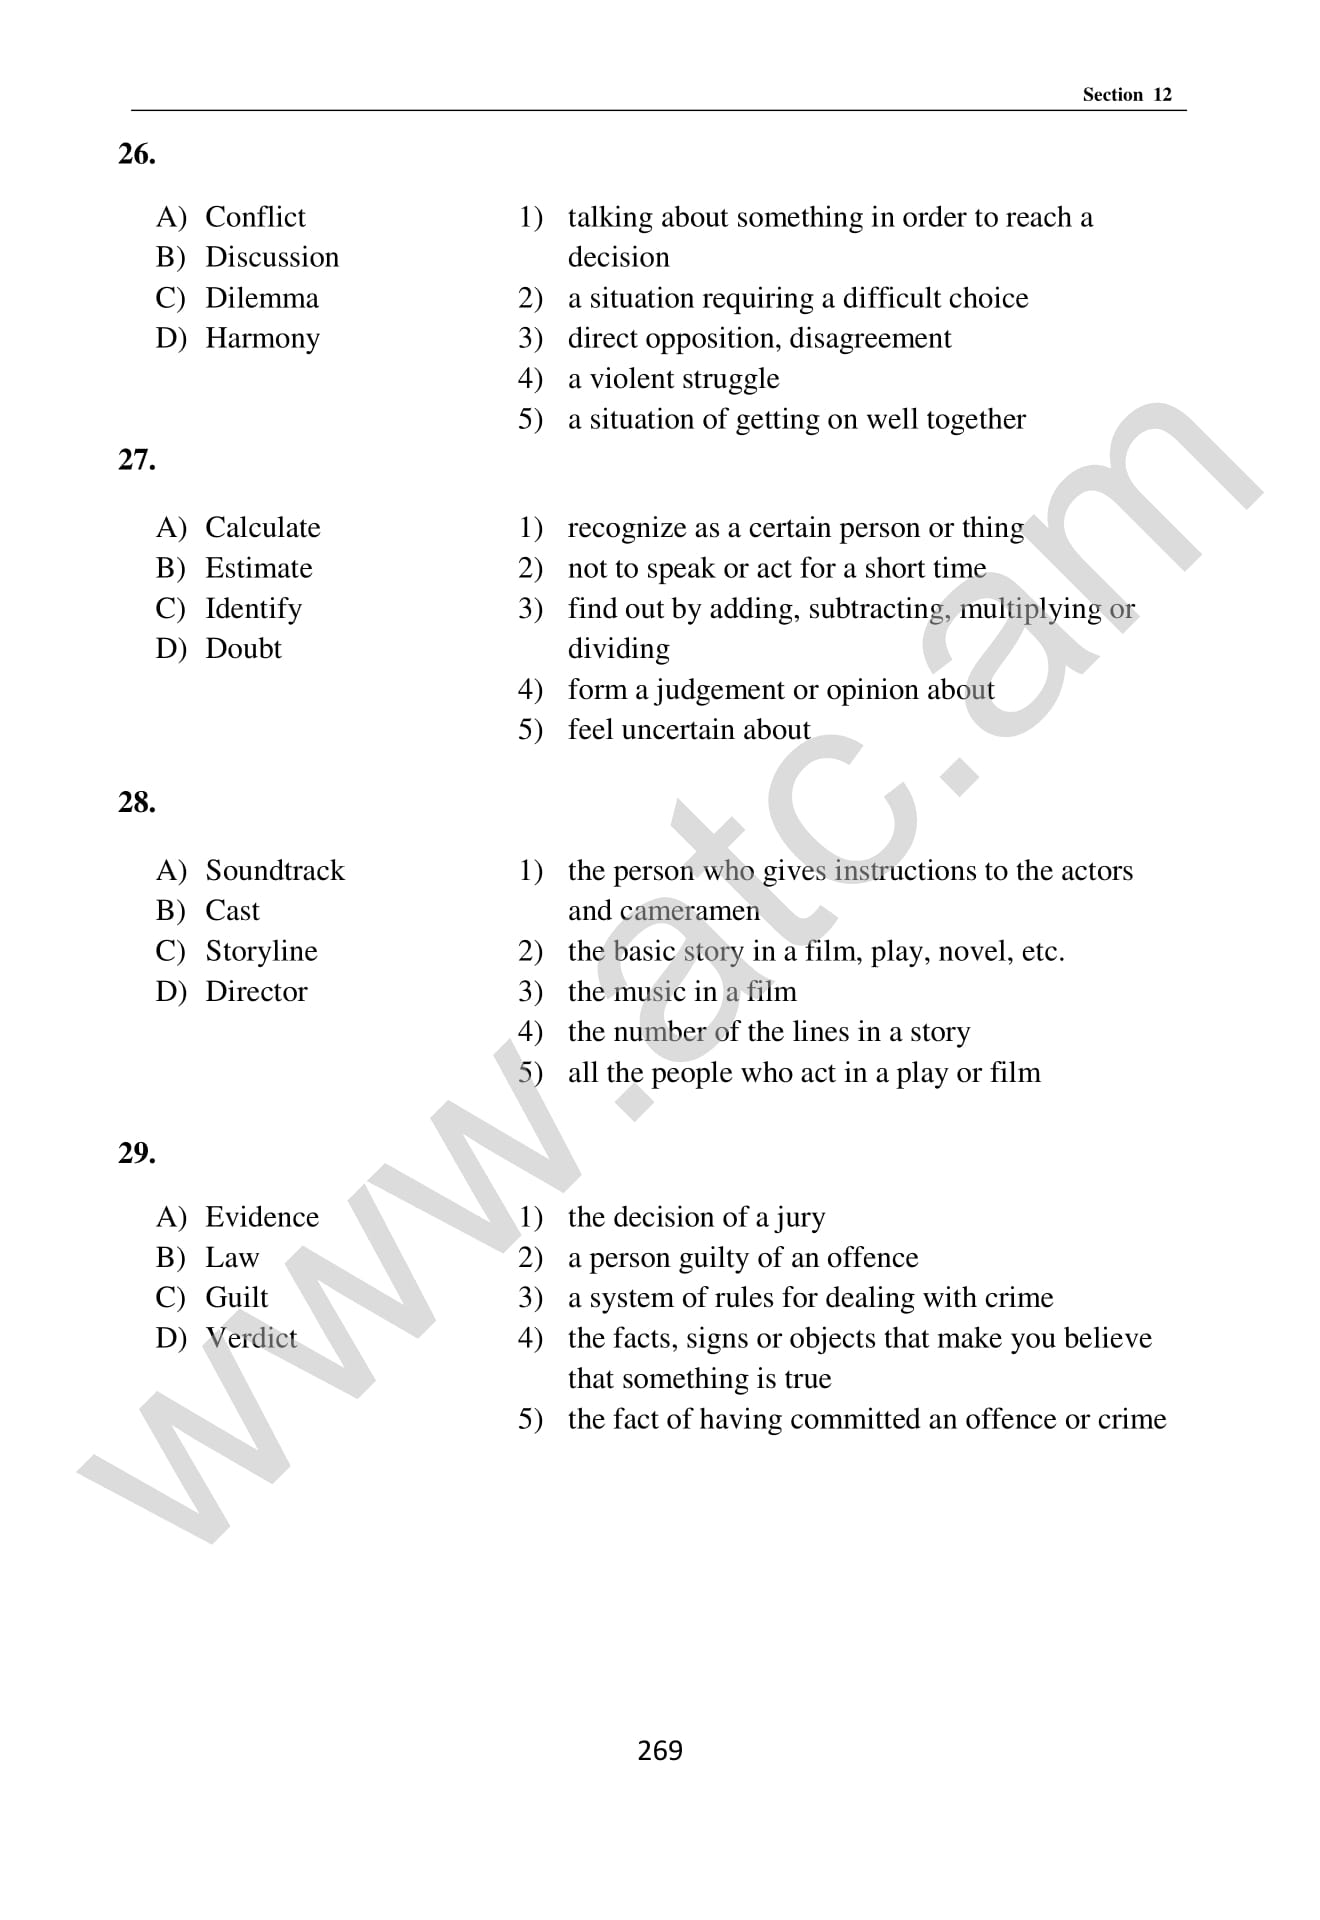 Section 12
26.
A) Conflict 1) talking about something in order to reach a
B) Discussion decision
C) Dilemma 2) a situation requiring a difficult choice
D) Harmony 3) direct opposition, disagreement
4) a violent struggle
5) a situation of getting on well together
27.
A) Calculate 1) recognize as a certain person or thing
B) Estimate 2) not to speak or act for a short time
C) Identify 3) find out by adding, subtracting, multiplying or
D) Doubt dividing
4) form a judgement or opinion about
5) feel uncertain about
28.
A) Soundtrack 1) the person who gives instructions to the actors
B) Cast and cameramen
C) Storyline 2) the basic story in a film, play, novel, etc.
D) Director 3) the music in a film
4) the number of the lines in a story
5) all the people who act in a play or film
29.
A) Evidence 1) the decision of a jury
B) Law 2) a person guilty of an offence
C) Guilt 3) a system of rules for dealing with crime
D) Verdict 4) the facts, signs or objects that make you believe
that something is true
5) the fact of having committed an offence or crime
269
www.atc.am